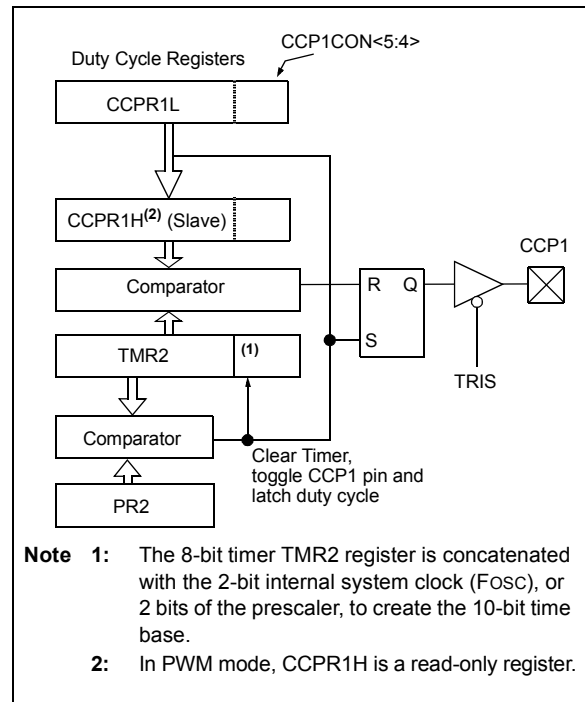 CCP1CON<5:4>
Duty Cycle Registers
CCPR1L
CCPR1H(2) (Slave)
CCP1
Comparator
R Q
TMR2 (1)
S
TRIS
Comparator
Clear Timer,
toggle CCP1 pin and
latch duty cycle
PR2
Note 1: The 8-bit timer TMR2 register is concatenated
with the 2-bit internal system clock (FOSC), or
2 bits of the prescaler, to create the 10-bit time
base.
2: In PWM mode, CCPR1H is a read-only register.